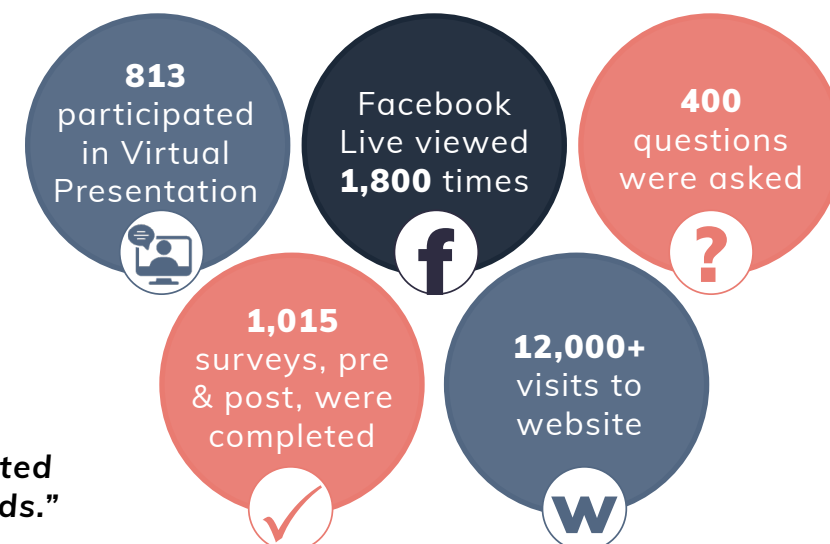 813
participated
in Virtual
Presentation
Facebook
Live viewed
1,800 times
400
questions
were asked
f
?
1,015
surveys, pre
& post, were
completed
12,000+
visits to
website
w
ted
ds.”